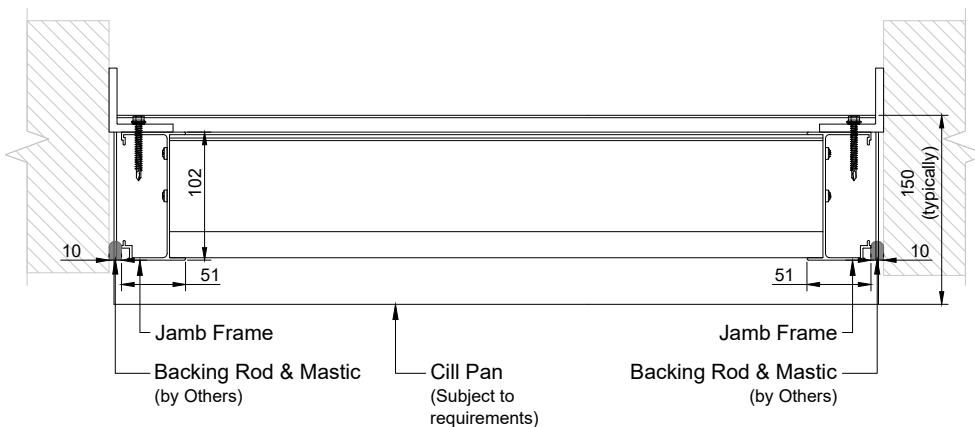 102
150
(typically)
10
51
51
10
Jamb Frame
Jamb Frame
Backing Rod & Mastic
(by Others)
Cill Pan
(Subject to
requirements)
Backing Rod & Mastic
(by Others)